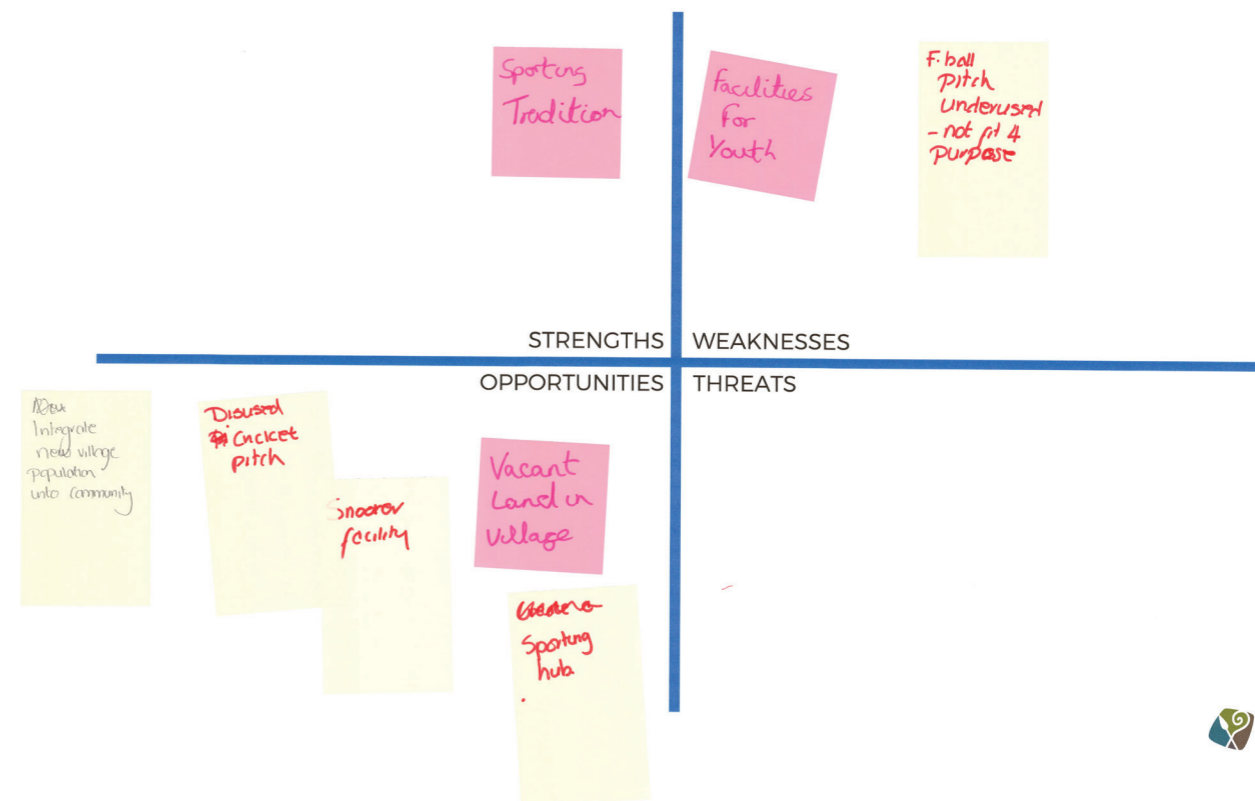 Sporting
Tradition
Facilities
For
Youth
F.ball
pitch
underused
- not fit 4
purpose
STRENGTHS
WEAKNESSES
OPPORTUNITIES
THREATS
Integrate
new village
population
into community
Disused
Cricket
pitch
Snooker
facility
Vacant
Land in
Village
Sporting
hub.